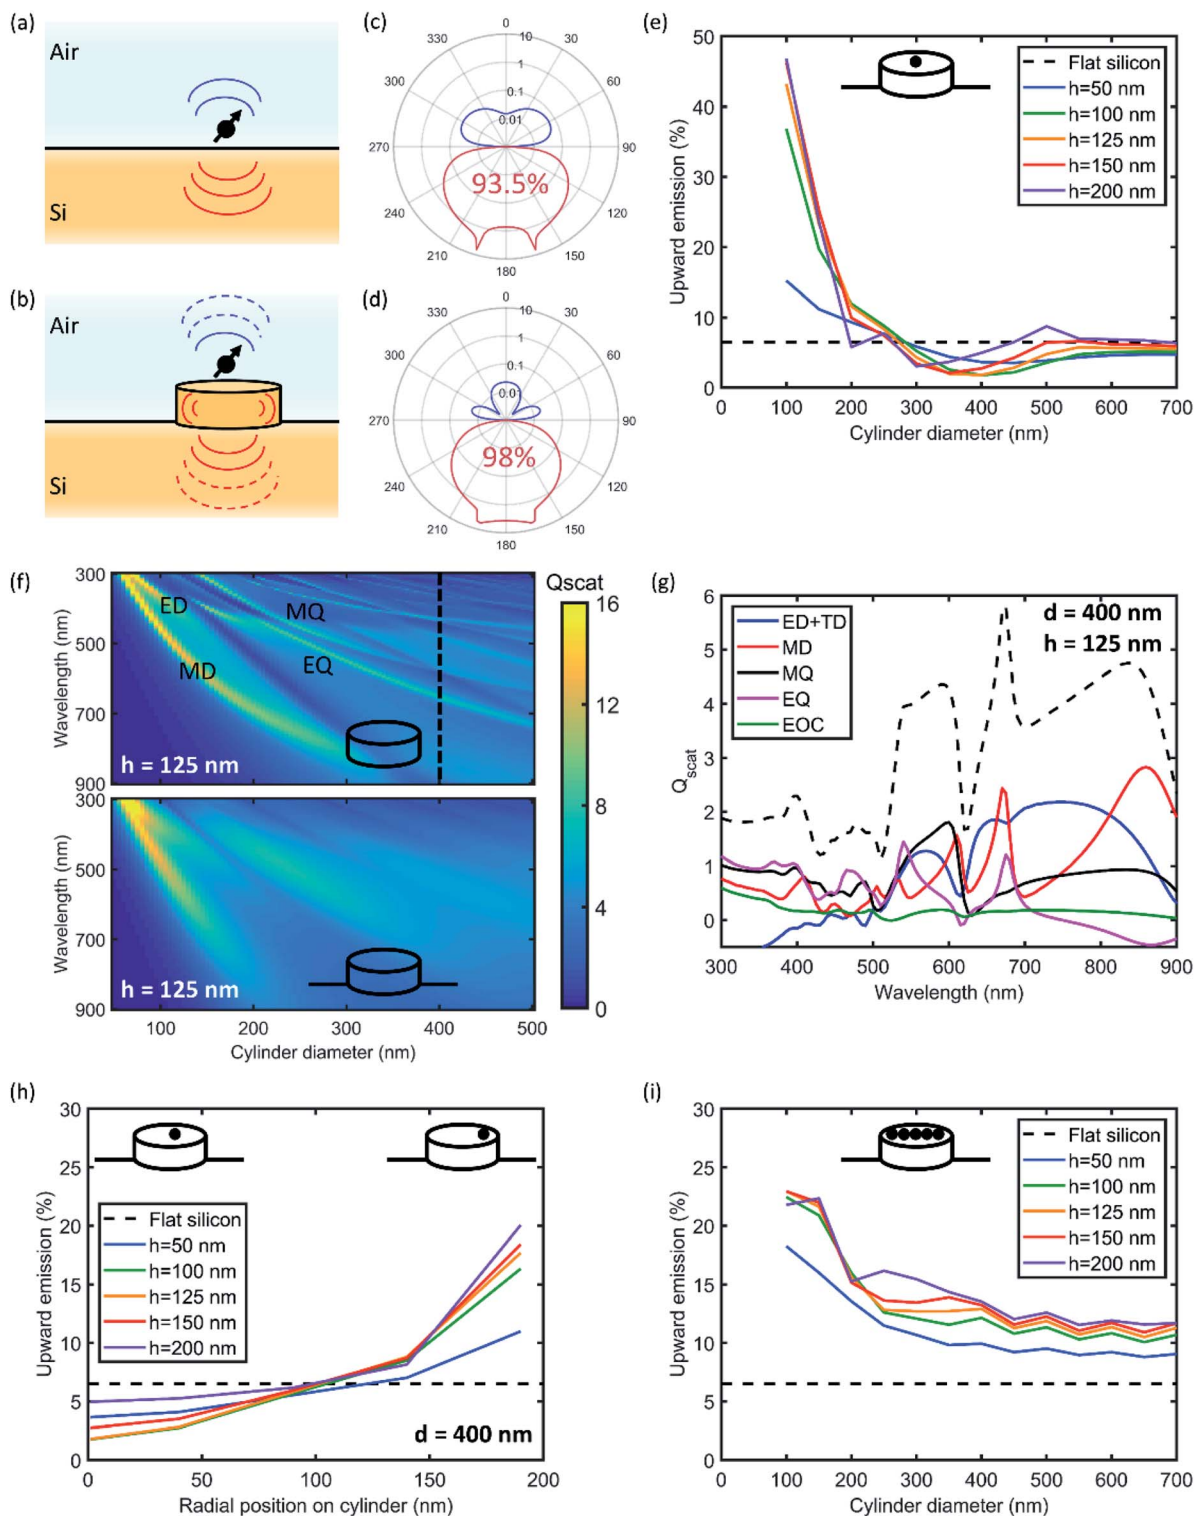 (a)
Air
Si
(b)
Air
Si
(c)
0
30
60
90
120
150
180
210
240
270
300
330
10
1
0.1
0.01
93.5%
(d)
0
30
60
90
120
150
180
210
240
270
300
330
10
1
0.1
0.01
98%
(e)
Upward emission (%)
50
40
30
20
10
0
0 100 200 300 400 500 600 700
Cylinder diameter (nm)
Flat silicon
h=50 nm
h=100 nm
h=125 nm
h=150 nm
h=200 nm
(f)
Wavelength (nm)
300
500
700
900
ED
MQ
MD
EQ
h = 125 nm
Wavelength (nm)
300
500
700
900
h = 125 nm
100 200 300 400 500
Cylinder diameter (nm)
Qscat
16
12
8
4
0
(g)
Qscat
6
5
4
3
2
1
0
300 400 500 600 700 800 900
Wavelength (nm)
ED+TD
MD
MQ
EQ
EOC
d = 400 nm
h = 125 nm
(h)
Upward emission (%)
30
25
20
15
10
5
0
0 50 100 150 200
Radial position on cylinder (nm)
Flat silicon
h=50 nm
h=100 nm
h=125 nm
h=150 nm
h=200 nm
d = 400 nm
(i)
Upward emission (%)
30
25
20
15
10
5
0
0 100 200 300 400 500 600 700
Cylinder diameter (nm)
Flat silicon
h=50 nm
h=100 nm
h=125 nm
h=150 nm
h=200 nm